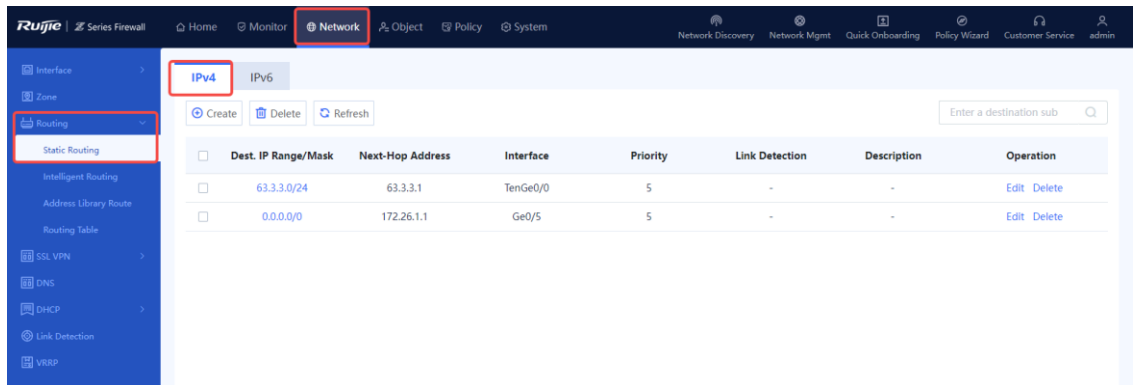 Ruijie | Z Series Firewall
Home Monitor Network Object Policy System
Network Discovery Network Mgmt Quick Onboarding Policy Wizard Customer Service admin
Interface
Zone
Routing
Static Routing
Intelligent Routing
Address Library Route
Routing Table
SSL VPN
DNS
DHCP
Link Detection
VRRP
IPv4 IPv6
Create Delete Refresh Enter a destination sub
Dest. IP Range/Mask Next-Hop Address Interface Priority Link Detection Description Operation
63.3.3.0/24 63.3.3.1 TenGe0/0 5 - - Edit Delete
0.0.0.0/0 172.26.1.1 Ge0/5 5 - - Edit Delete